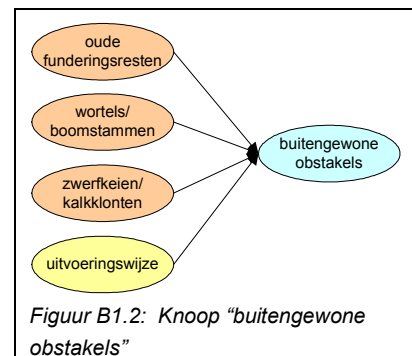 oude
funderingsresten
wortels/
boomstammen
buitengewone
obstakels
zwerfkeien/
kalkklonten
uitvoeringswijze
Figuur B1.2: Knoop “buitengewone
obstakels”